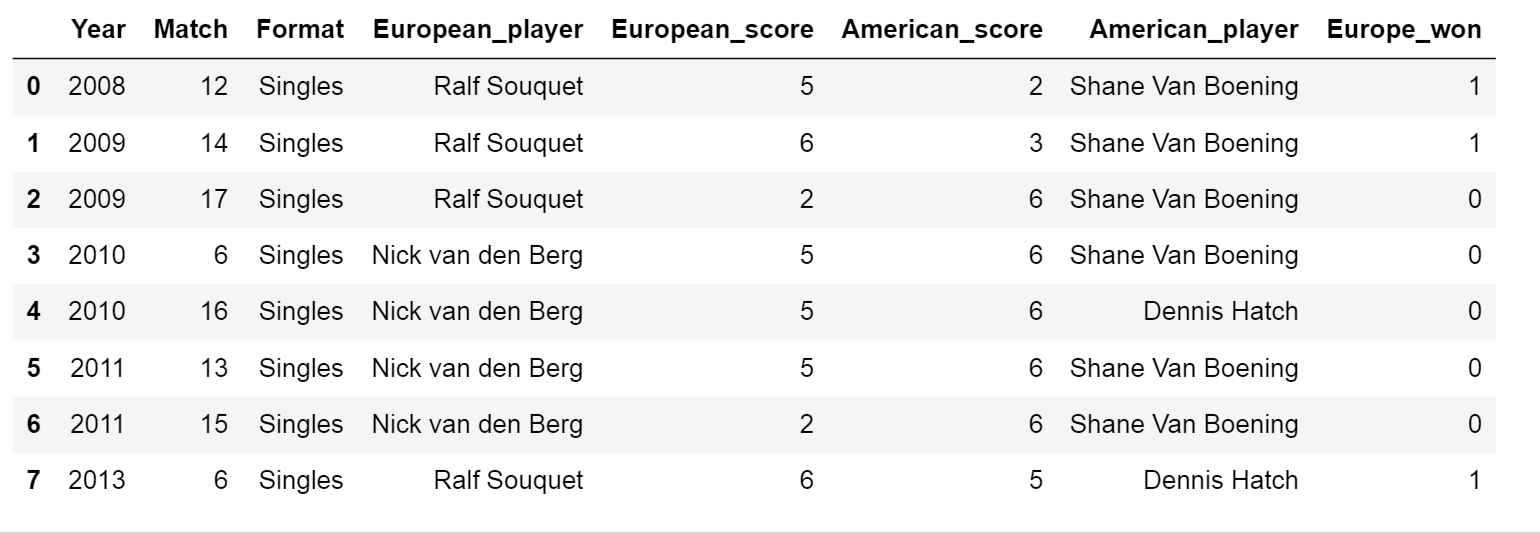 Year Match Format European_player European_score American_score American_player Europe_won
0 2008 12 Singles Ralf Souquet 5 2 Shane Van Boening 1
1 2009 14 Singles Ralf Souquet 6 3 Shane Van Boening 1
2 2009 17 Singles Ralf Souquet 2 6 Shane Van Boening 0
3 2010 6 Singles Nick van den Berg 5 6 Shane Van Boening 0
4 2010 16 Singles Nick van den Berg 5 6 Dennis Hatch 0
5 2011 13 Singles Nick van den Berg 5 6 Shane Van Boening 0
6 2011 15 Singles Nick van den Berg 2 6 Shane Van Boening 0
7 2013 6 Singles Ralf Souquet 6 5 Dennis Hatch 1